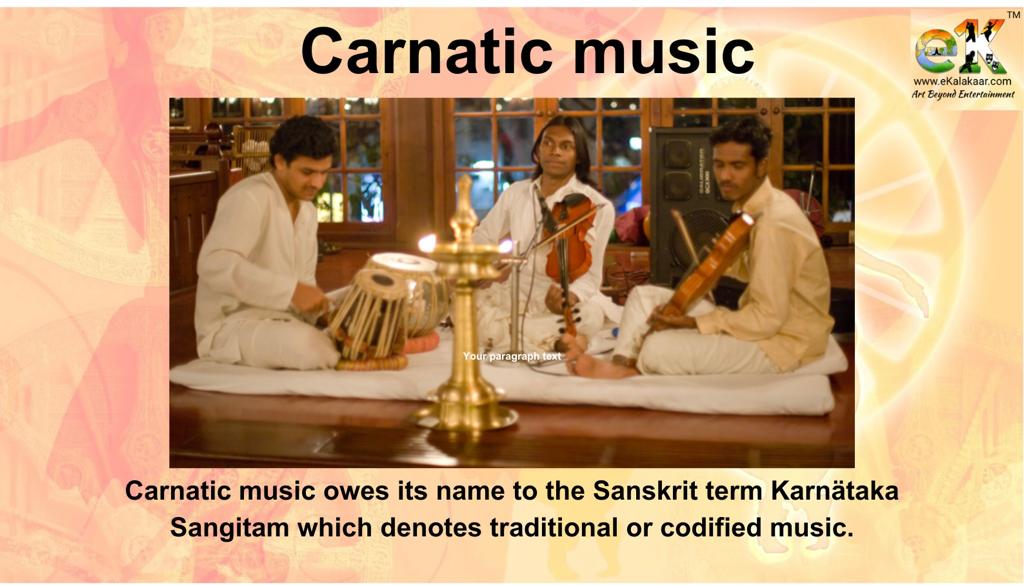 Carnatic music
TM
eK
www.eKalakaar.com
Art Beyond Entertainment
Your paragraph text
Carnatic music owes its name to the Sanskrit term Karnätaka
Sangitam which denotes traditional or codified music.